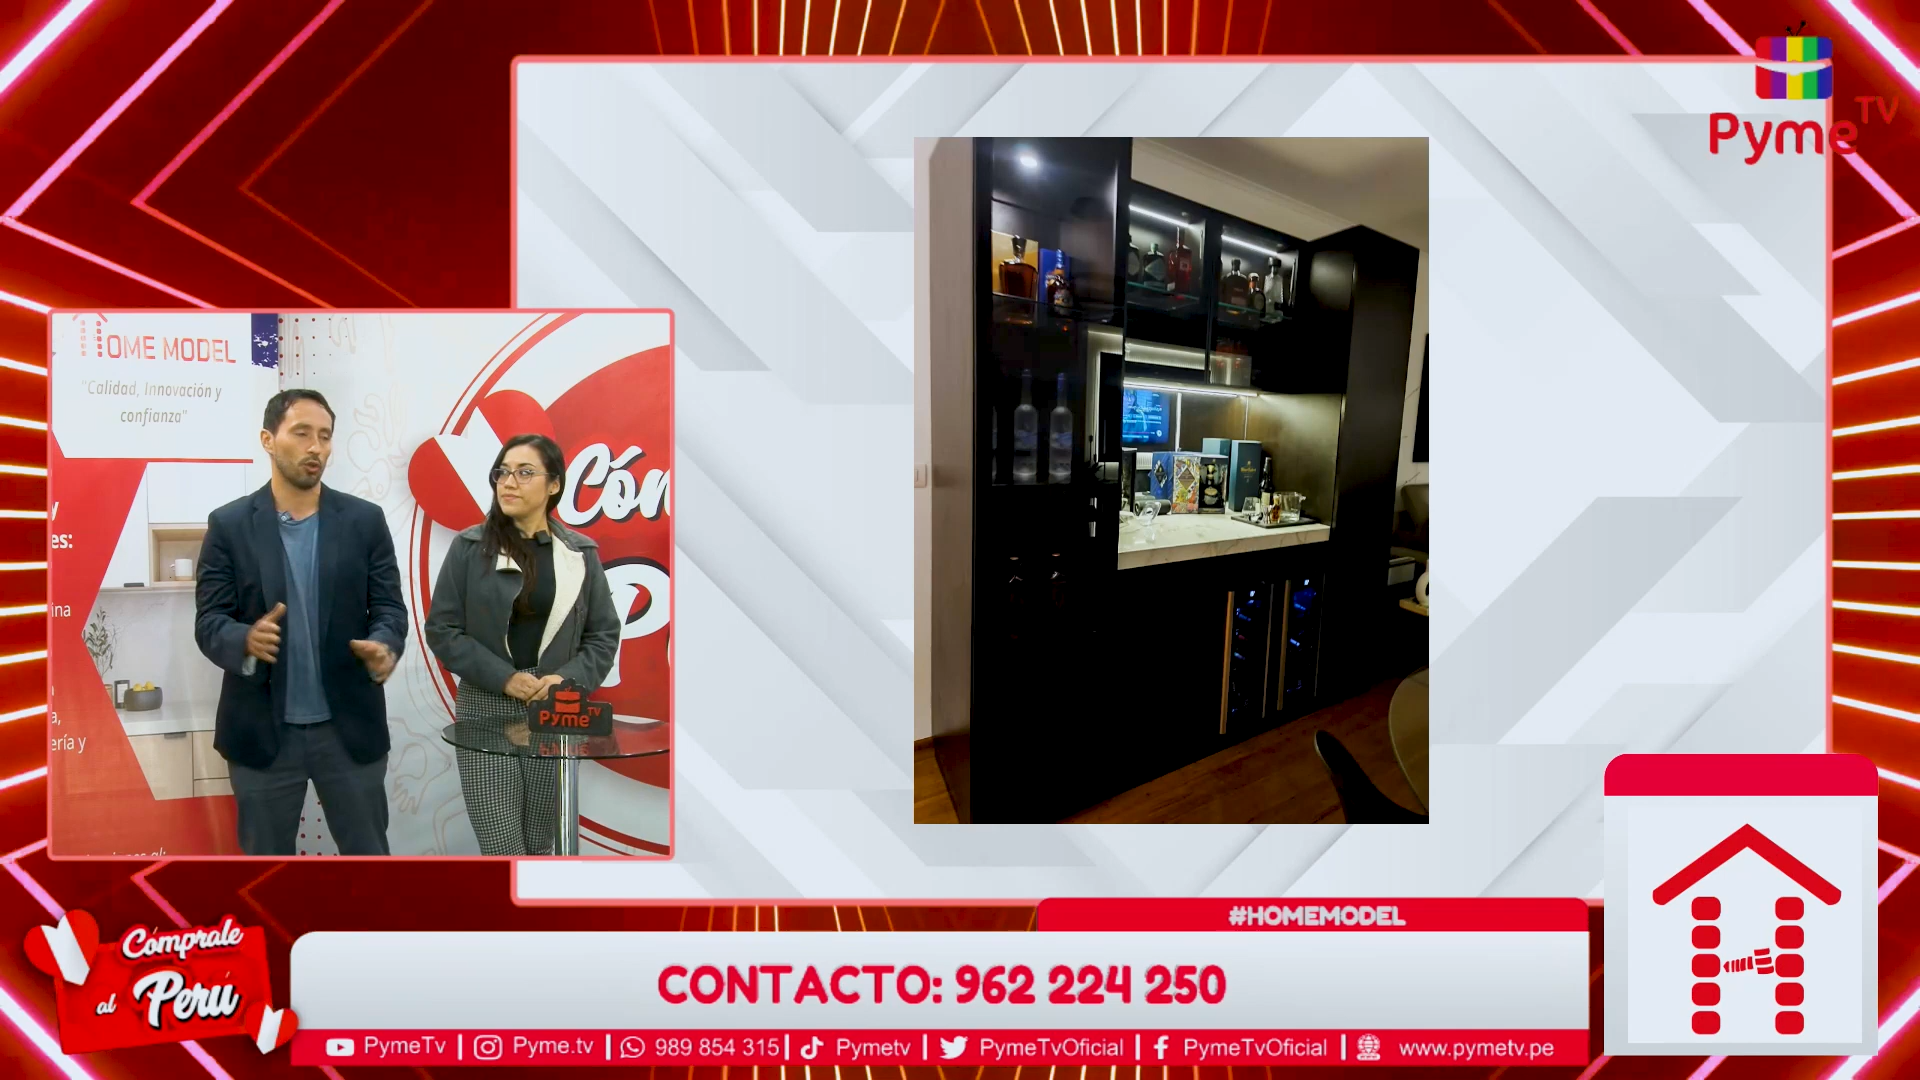 Pyme TV
HOME MODEL
"Calidad, Innovación y
confianza"
es:
ina
a,
ería y
Cón
P
Pyme TV
#HOMEMODEL
CONTACTO: 962 224 250
Cómprale
al Perú
PymeTv | Pyme.tv | 989 854 315 | Pymetv | PymeTvOficial | PymeTvOficial | www.pymetv.pe